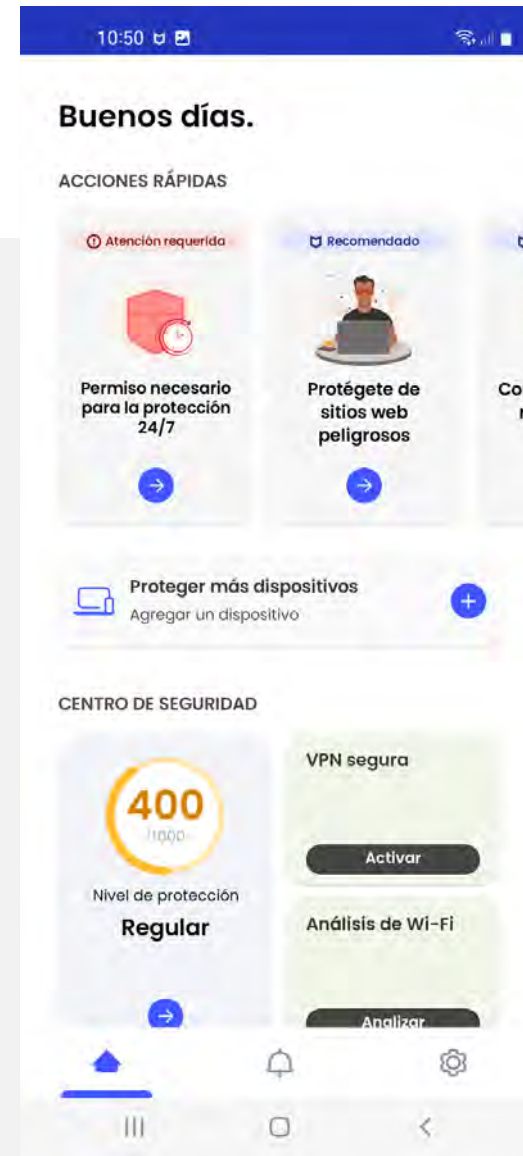 10:50
Buenos días.
ACCIONES RÁPIDAS
Atención requerida
Permiso necesario
para la protección
24/7
Recomendado
Protégete de
sitios web
peligrosos
Co
Proteger más dispositivos
Agregar un dispositivo
CENTRO DE SEGURIDAD
400
/1000
Nivel de protección
Regular
VPN segura
Activar
Análisis de Wi-Fi
Analizar